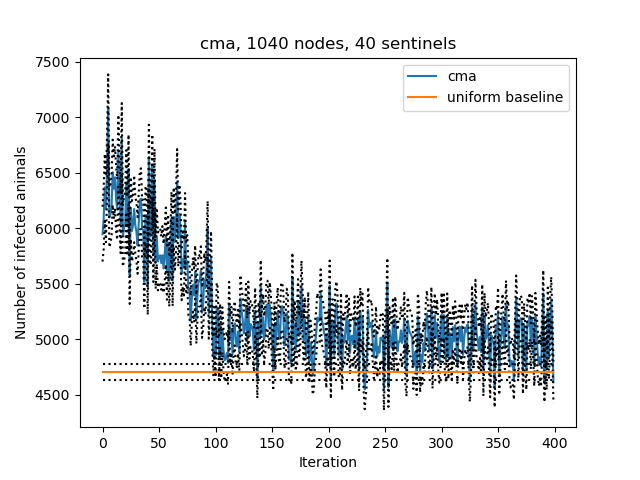 cma, 1040 nodes, 40 sentinels
cma
uniform baseline
Number of infected animals
7500
7000
6500
6000
5500
5000
4500
0 50 100 150 200 250 300 350 400
Iteration